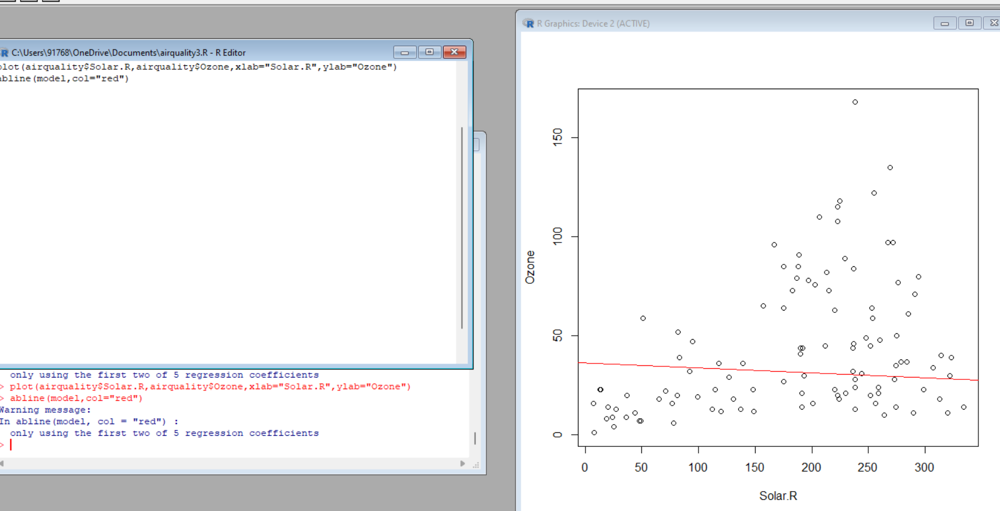 C:\Users\91768\OneDrive\Documents\airquality3.R - R Editor
plot(airquality$Solar.R,airquality$Ozone,xlab="Solar.R",ylab="Ozone")
abline(model,col="red")
only using the first two of 5 regression coefficients
> plot(airquality$Solar.R,airquality$Ozone,xlab="Solar.R",ylab="Ozone")
> abline(model,col="red")
Warning message:
In abline(model, col = "red") :
only using the first two of 5 regression coefficients
>
R Graphics: Device 2 (ACTIVE)
150
100
50
0
Ozone
0 50 100 150 200 250 300
Solar.R